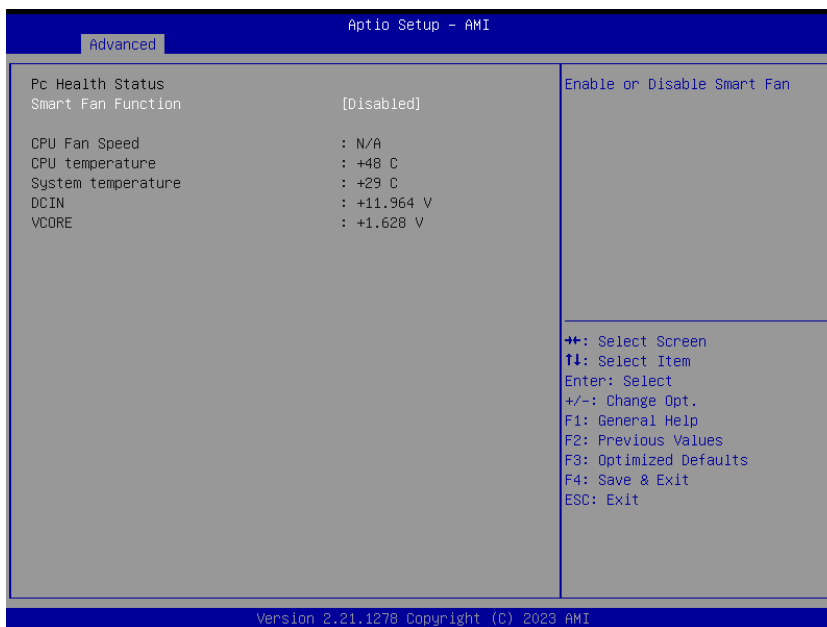 Aptio Setup – AMI
Advanced
Pc Health Status
Smart Fan Function [Disabled]
CPU Fan Speed : N/A
CPU temperature : +48 C
System temperature : +29 C
DCIN : +11.964 V
VCORE : +1.628 V
Enable or Disable Smart Fan
→←: Select Screen
↑↓: Select Item
Enter: Select
+/-: Change Opt.
F1: General Help
F2: Previous Values
F3: Optimized Defaults
F4: Save & Exit
ESC: Exit
Version 2.21.1278 Copyright (C) 2023 AMI